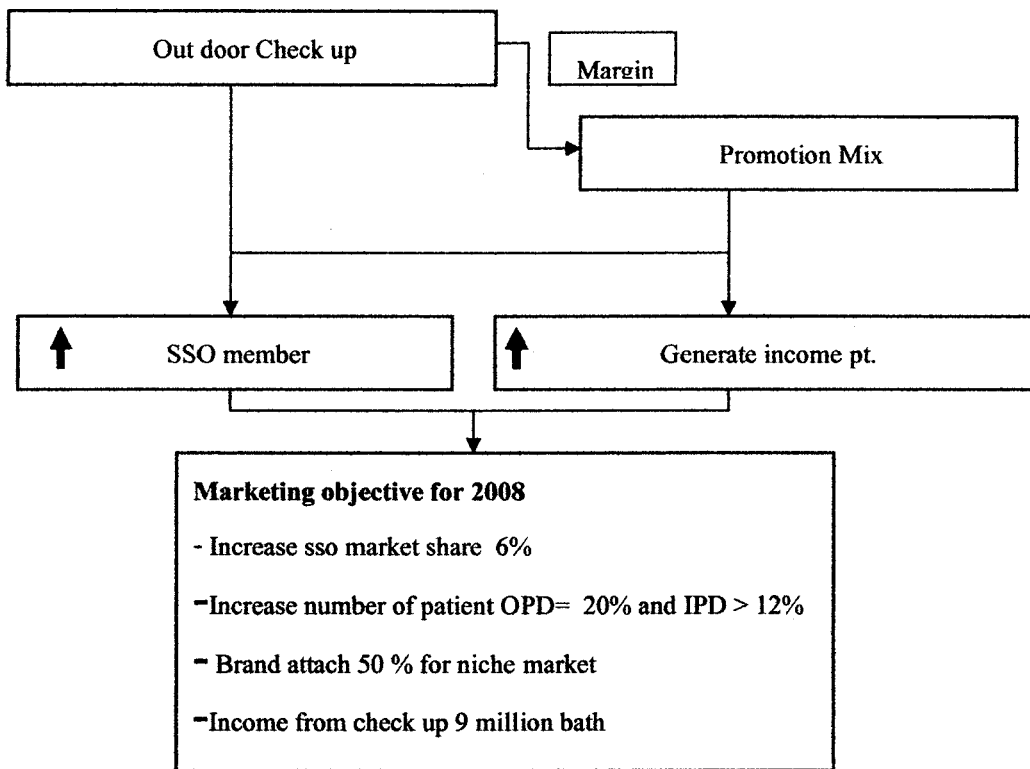 Out door Check up
Margin
Promotion Mix
SSO member
Generate income pt.
Marketing objective for 2008
- Increase sso market share 6%
-Increase number of patient OPD= 20% and IPD > 12%
- Brand attach 50 % for niche market
-Income from check up 9 million bath